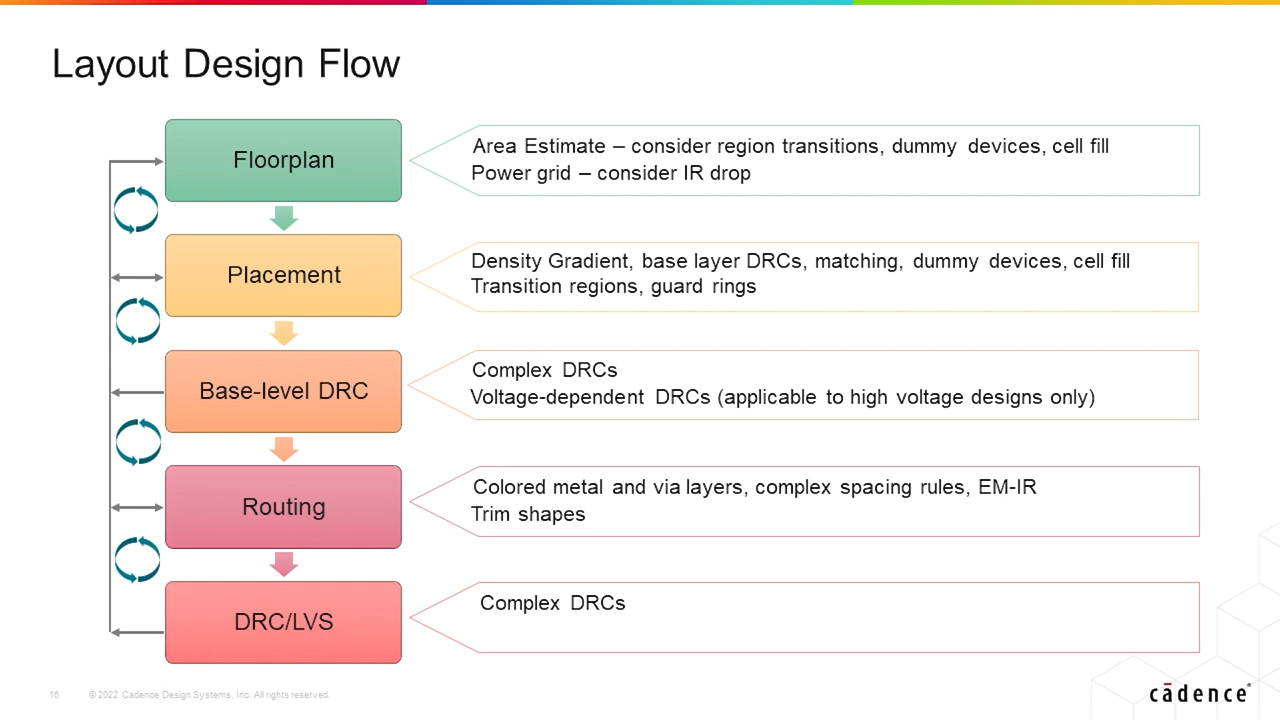 Layout Design Flow
Floorplan
Area Estimate – consider region transitions, dummy devices, cell fill
Power grid – consider IR drop
Placement
Density Gradient, base layer DRCs, matching, dummy devices, cell fill
Transition regions, guard rings
Base-level DRC
Complex DRCs
Voltage-dependent DRCs (applicable to high voltage designs only)
Routing
Colored metal and via layers, complex spacing rules, EM-IR
Trim shapes
DRC/LVS
Complex DRCs
16 © 2022 Cadence Design Systems, Inc. All rights reserved.
cādence®